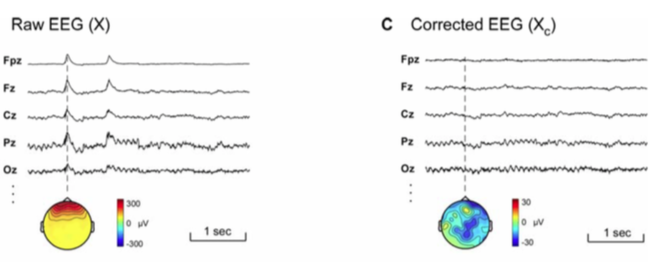 Raw EEG (X)
Fpz
Fz
Cz
Pz
Oz
300
0 μV
-300
1 sec
C Corrected EEG (Xc)
Fpz
Fz
Cz
Pz
Oz
30
0 μV
-30
1 sec